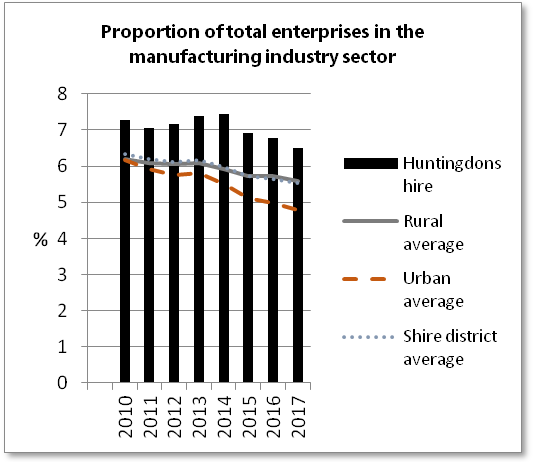 Proportion of total enterprises in the
manufacturing industry sector
8
7
6
5
4
3
2
1
0
%
2010
2011
2012
2013
2014
2015
2016
2017
Huntingdons
hire
Rural
average
Urban
average
Shire district
average